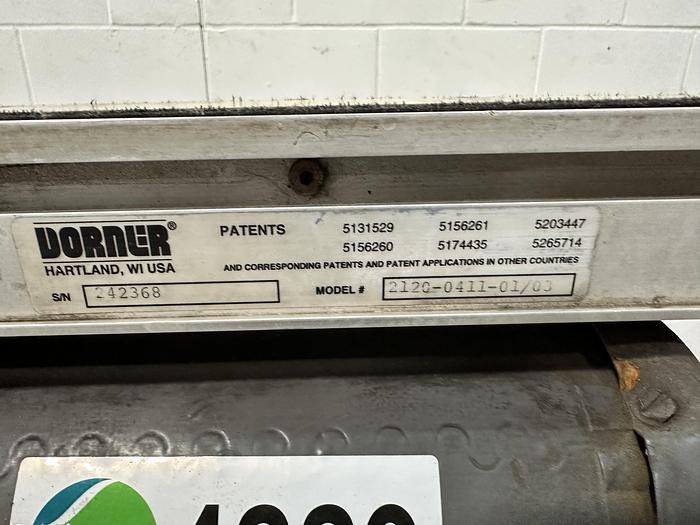 DORNER®
HARTLAND, WI USA
PATENTS 5131529 5156261 5203447
5156260 5174435 5265714
AND CORRESPONDING PATENTS AND PATENT APPLICATIONS IN OTHER COUNTRIES
S/N 242368
MODEL # 2120-0411-01/03